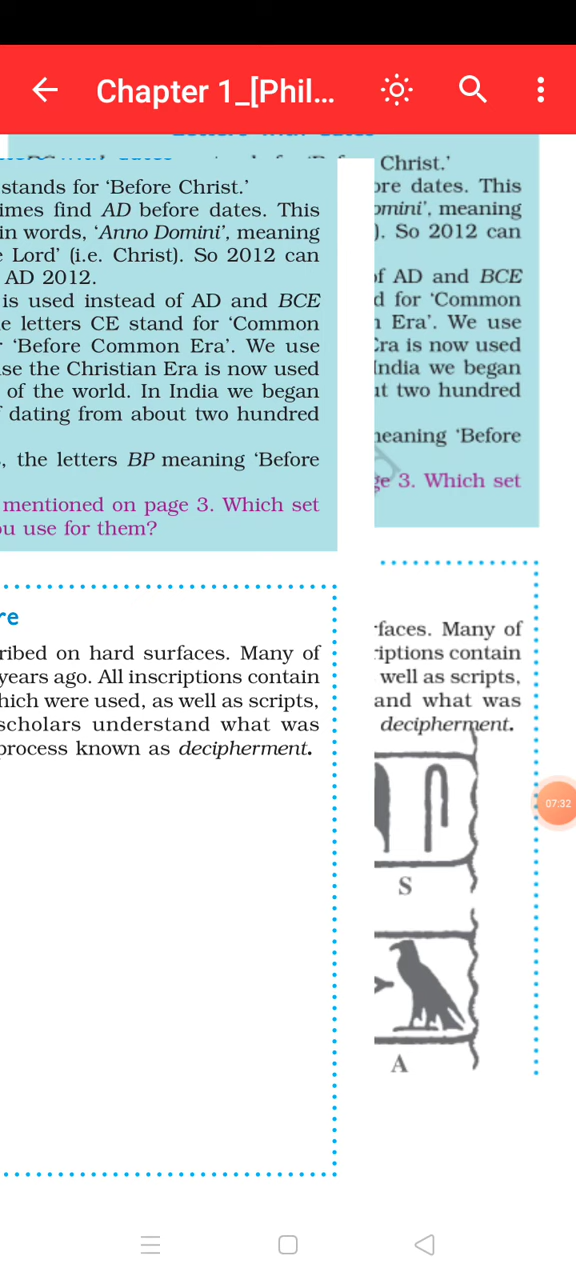 Chapter 1_[Phil...
stands for ‘Before Christ.’
imes find AD before dates. This
in words, ‘Anno Domini’, meaning
Lord’ (i.e. Christ). So 2012 can
AD 2012.
is used instead of AD and BCE
letters CE stand for ‘Common
‘Before Common Era’. We use
se the Christian Era is now used
of the world. In India we began
dating from about two hundred
, the letters BP meaning ‘Before
mentioned on page 3. Which set
ou use for them?
re
ribed on hard surfaces. Many of
years ago. All inscriptions contain
hich were used, as well as scripts,
scholars understand what was
process known as decipherment.
Christ.’
ore dates. This
omini’, meaning
). So 2012 can
of AD and BCE
d for ‘Common
Era’. We use
Era is now used
India we began
ut two hundred
meaning ‘Before
ge 3. Which set
faces. Many of
riptions contain
well as scripts,
and what was
decipherment.
S
A
07:32